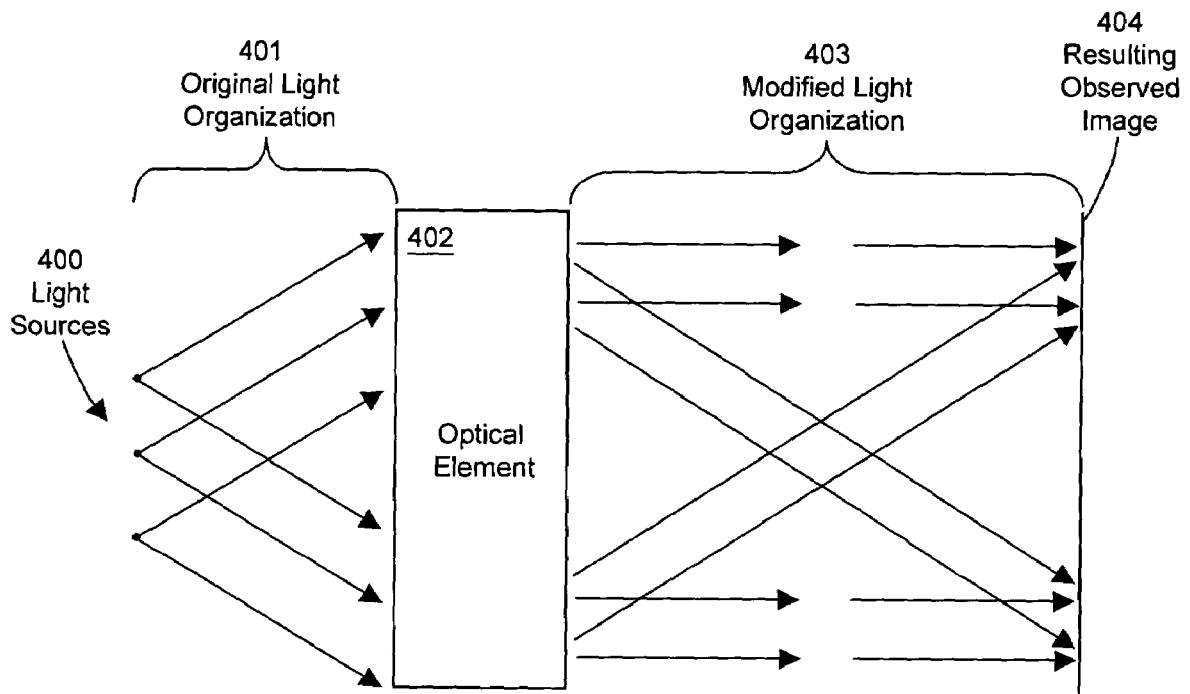 401
Original Light
Organization
403
Modified Light
Organization
404
Resulting
Observed
Image
400
Light
Sources
402
Optical
Element